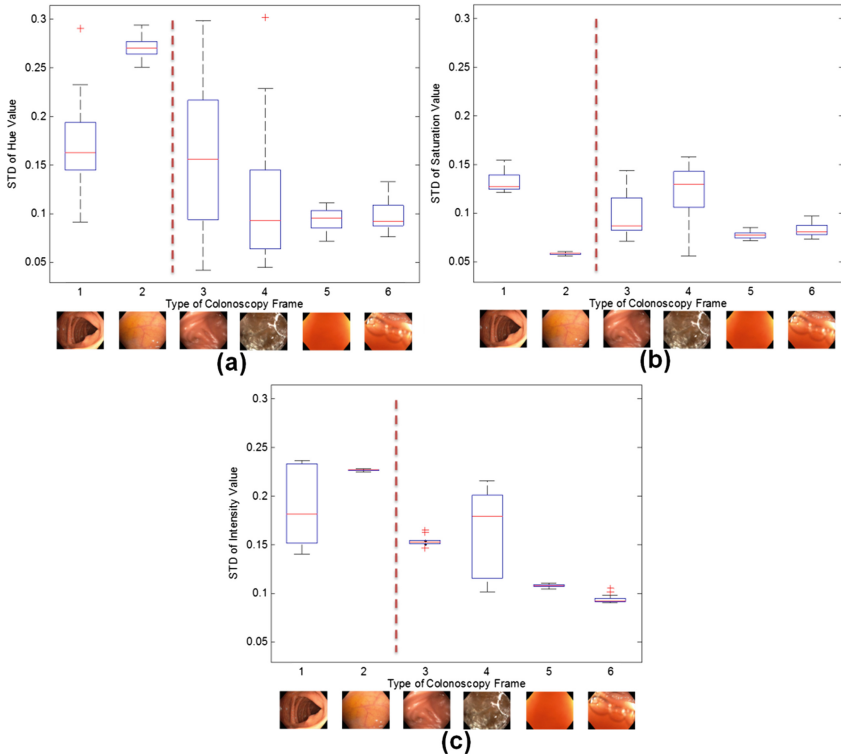 0.3
0.25
0.2
0.15
0.1
0.05
STD of Hue Value
1 2 3 4 5 6
Type of Colonoscopy Frame
(a)
0.3
0.25
0.2
0.15
0.1
0.05
STD of Saturation Value
1 2 3 4 5 6
Type of Colonoscopy Frame
(b)
0.3
0.25
0.2
0.15
0.1
0.05
STD of Intensity Value
1 2 3 4 5 6
Type of Colonoscopy Frame
(c)